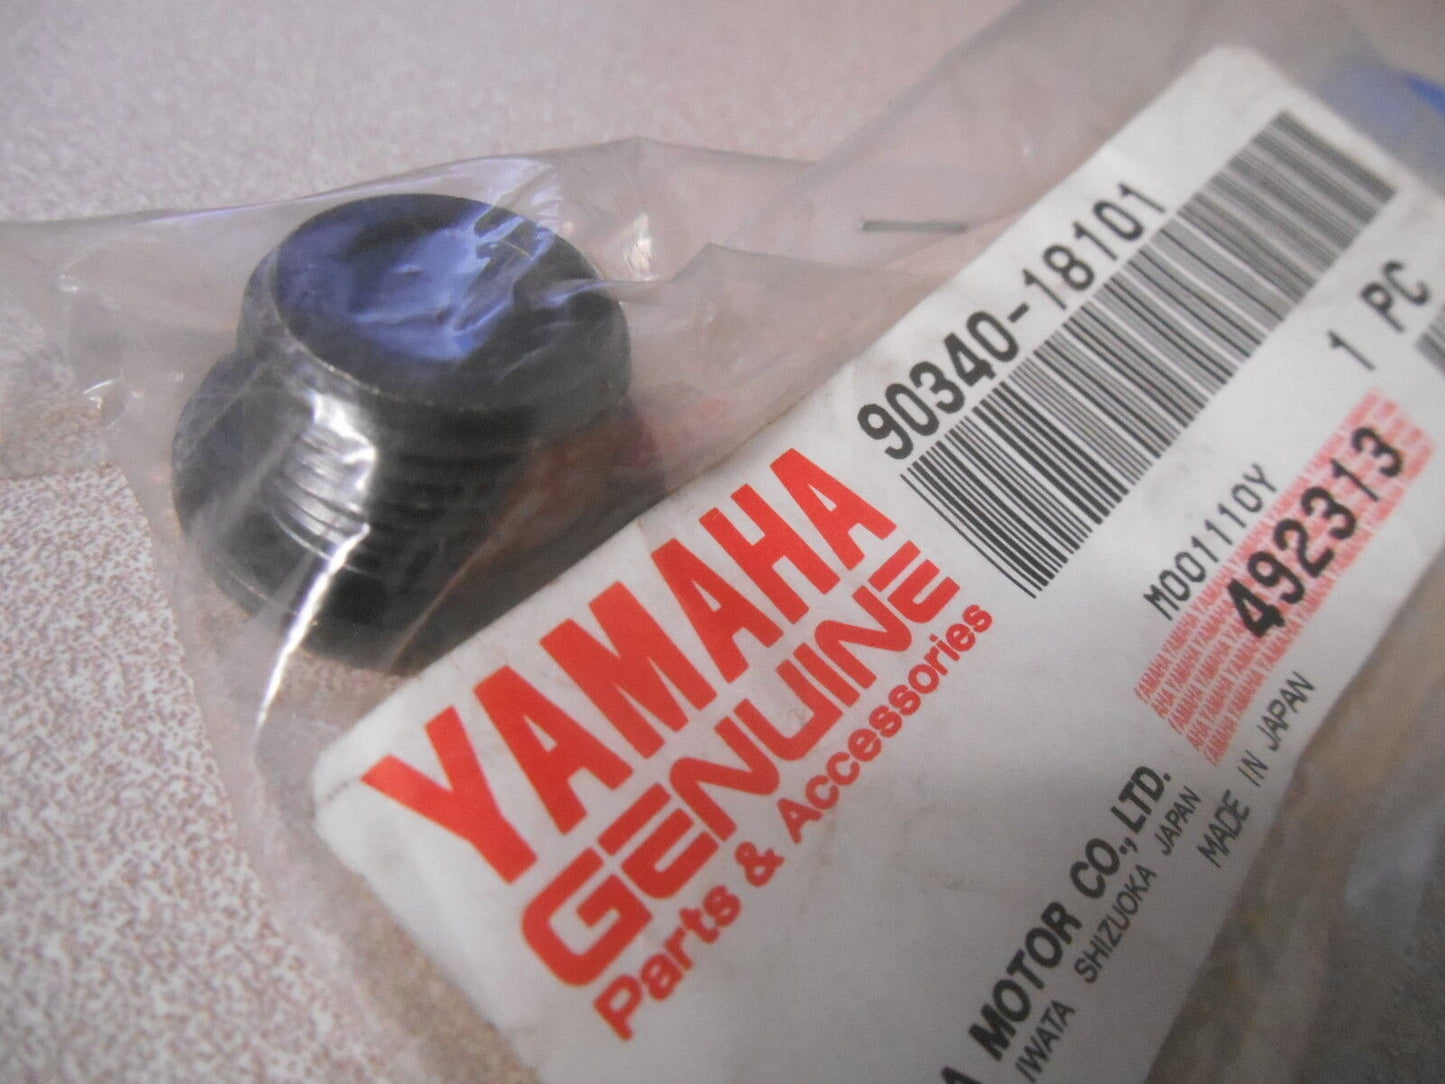 90340-18101
1 PC
YAMAHA
GENUINE
Parts & Accessories
M001110Y
492313
MOTOR CO.,LTD.
IWATA SHIZUOKA JAPAN
MADE IN JAPAN